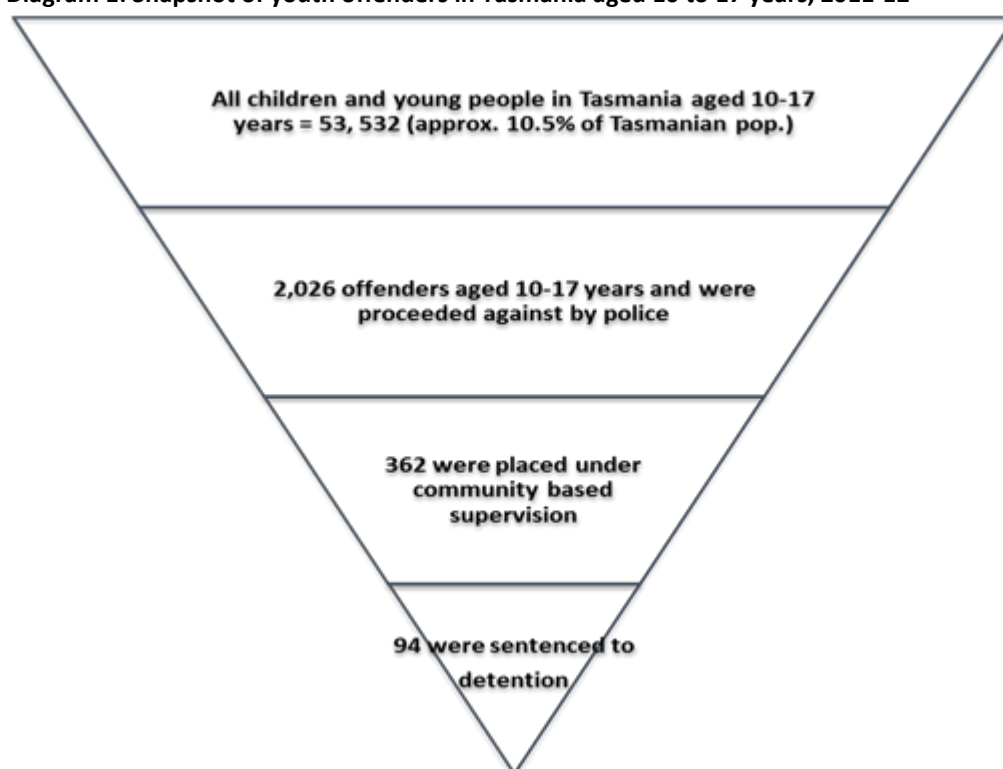 Diagram 1: Snapshot of youth offenders in Tasmania aged 10 to 17 years, 2011-12
All children and young people in Tasmania aged 10-17
years = 53, 532 (approx. 10.5% of Tasmanian pop.)
2,026 offenders aged 10-17 years and were
proceeded against by police
362 were placed under
community based
supervision
94 were sentenced to
detention